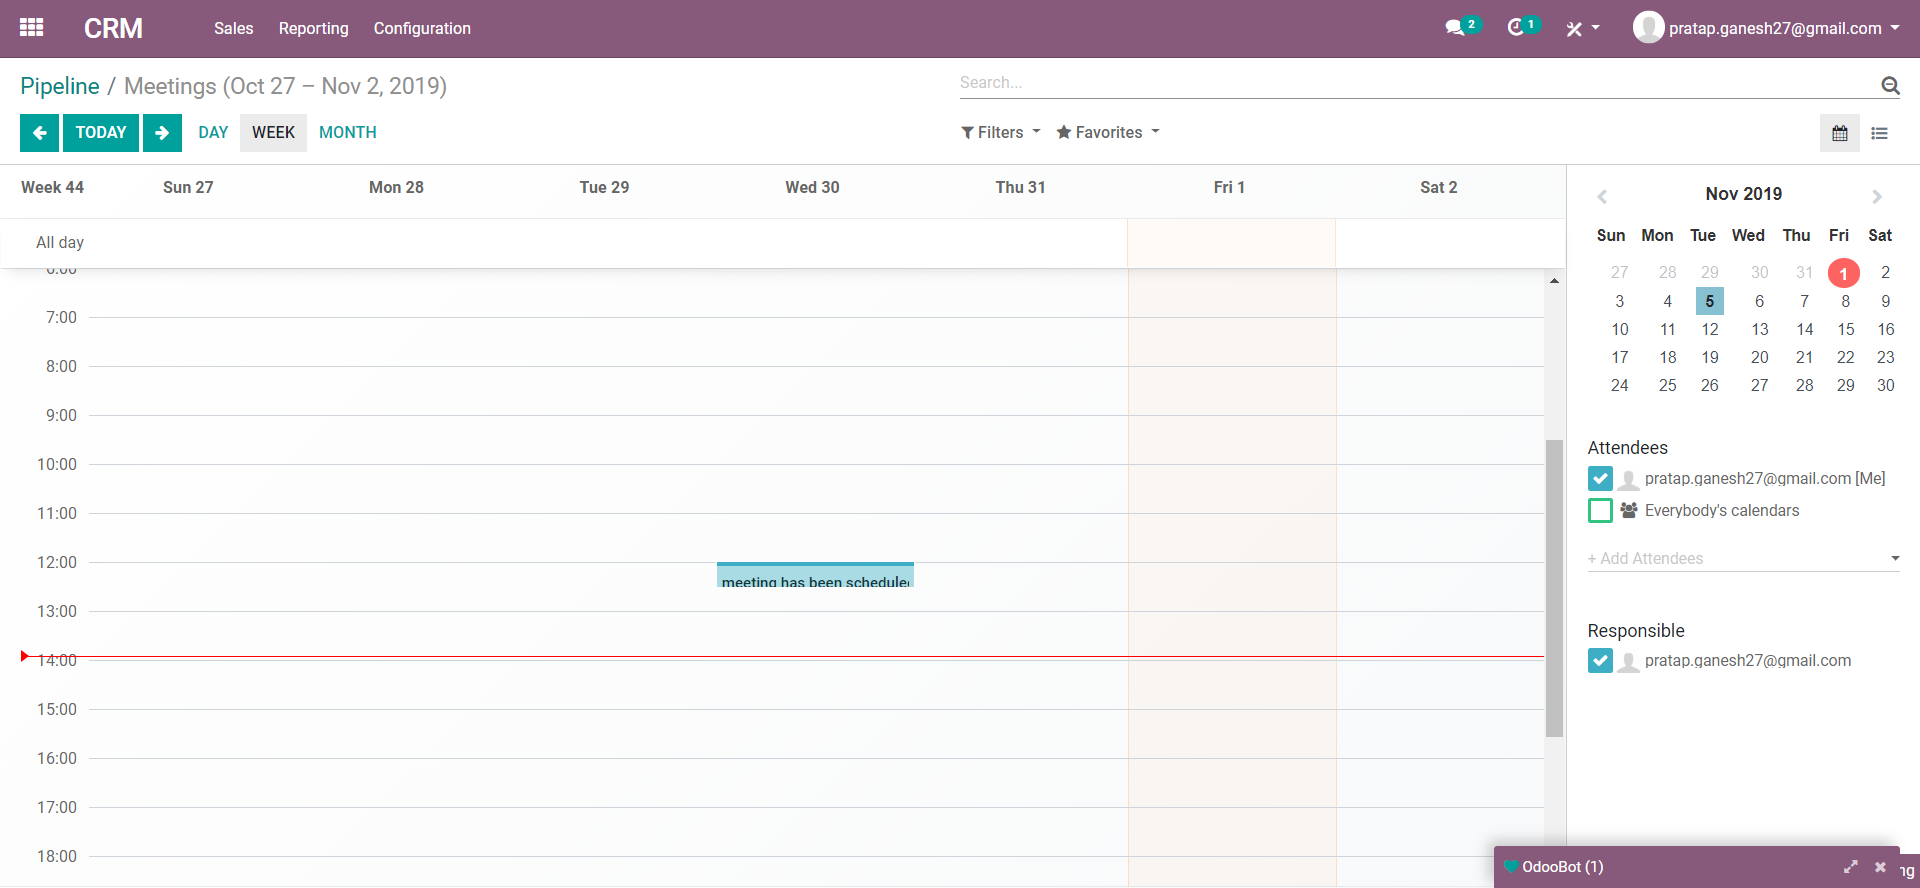 CRM Sales Reporting Configuration 2 1 pratap.ganesh27@gmail.com
Pipeline / Meetings (Oct 27 – Nov 2, 2019)
Search...
TODAY DAY WEEK MONTH
Filters Favorites
Week 44 Sun 27 Mon 28 Tue 29 Wed 30 Thu 31 Fri 1 Sat 2
All day
7:00
8:00
9:00
10:00
11:00
12:00
meeting has been
13:00
14:00
15:00
16:00
17:00
18:00
Nov 2019
Sun Mon Tue Wed Thu Fri Sat
27 28 29 30 31 1 2
3 4 5 6 7 8 9
10 11 12 13 14 15 16
17 18 19 20 21 22 23
24 25 26 27 28 29 30
Attendees
pratap.ganesh27@gmail.com [Me]
Everybody's calendars
+ Add Attendees
Responsible
pratap.ganesh27@gmail.com
OdooBot (1)